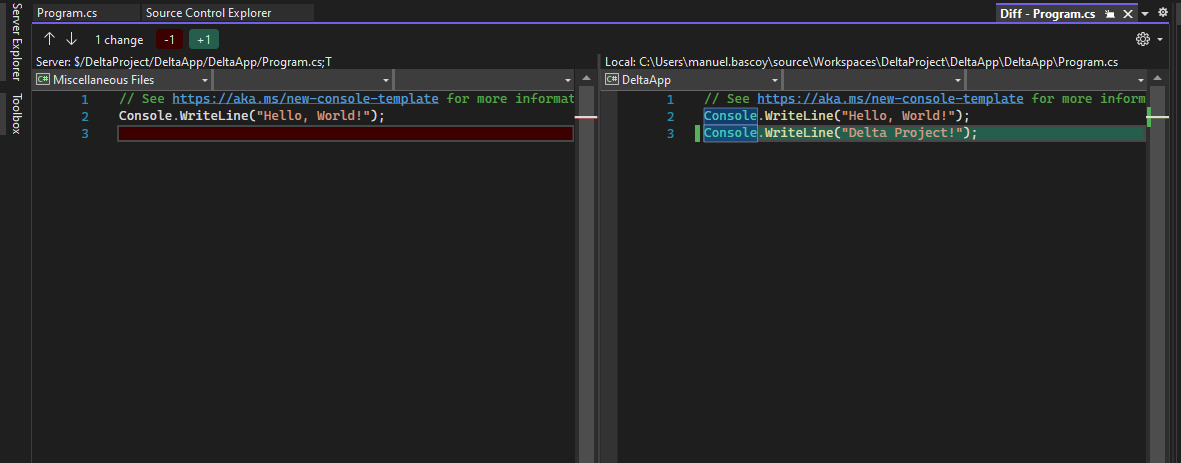 Server Explorer
Toolbox
Program.cs
Source Control Explorer
Diff - Program.cs
1 change
-1
+1
Server: $/DeltaProject/DeltaApp/DeltaApp/Program.cs;T
C# Miscellaneous Files
1 // See https://aka.ms/new-console-template for more informat
2 Console.WriteLine("Hello, World!");
3
Local: C:\Users\manuel.bascoy\source\Workspaces\DeltaProject\DeltaApp\DeltaApp\Program.cs
C# DeltaApp
1 // See https://aka.ms/new-console-template for more inform
2 Console.WriteLine("Hello, World!");
3 Console.WriteLine("Delta Project!");